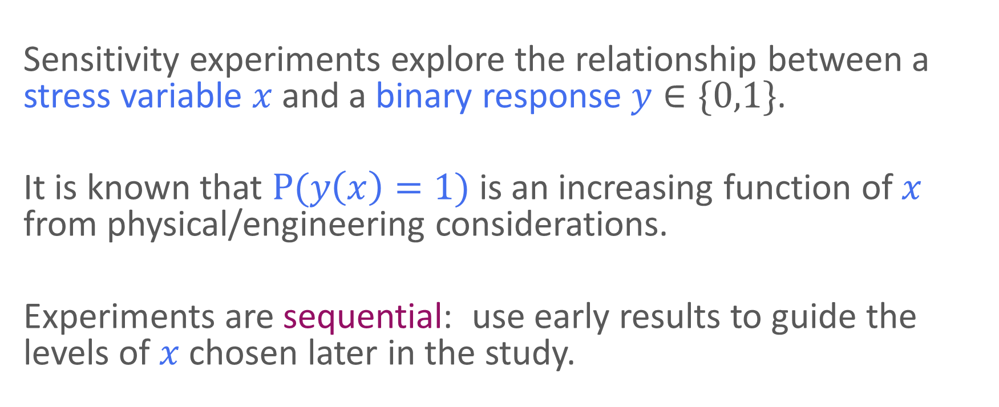 Sensitivity experiments explore the relationship between a
stress variable x and a binary response y ∈ {0,1}.
It is known that P(y(x) = 1) is an increasing function of x
from physical/engineering considerations.
Experiments are sequential: use early results to guide the
levels of x chosen later in the study.